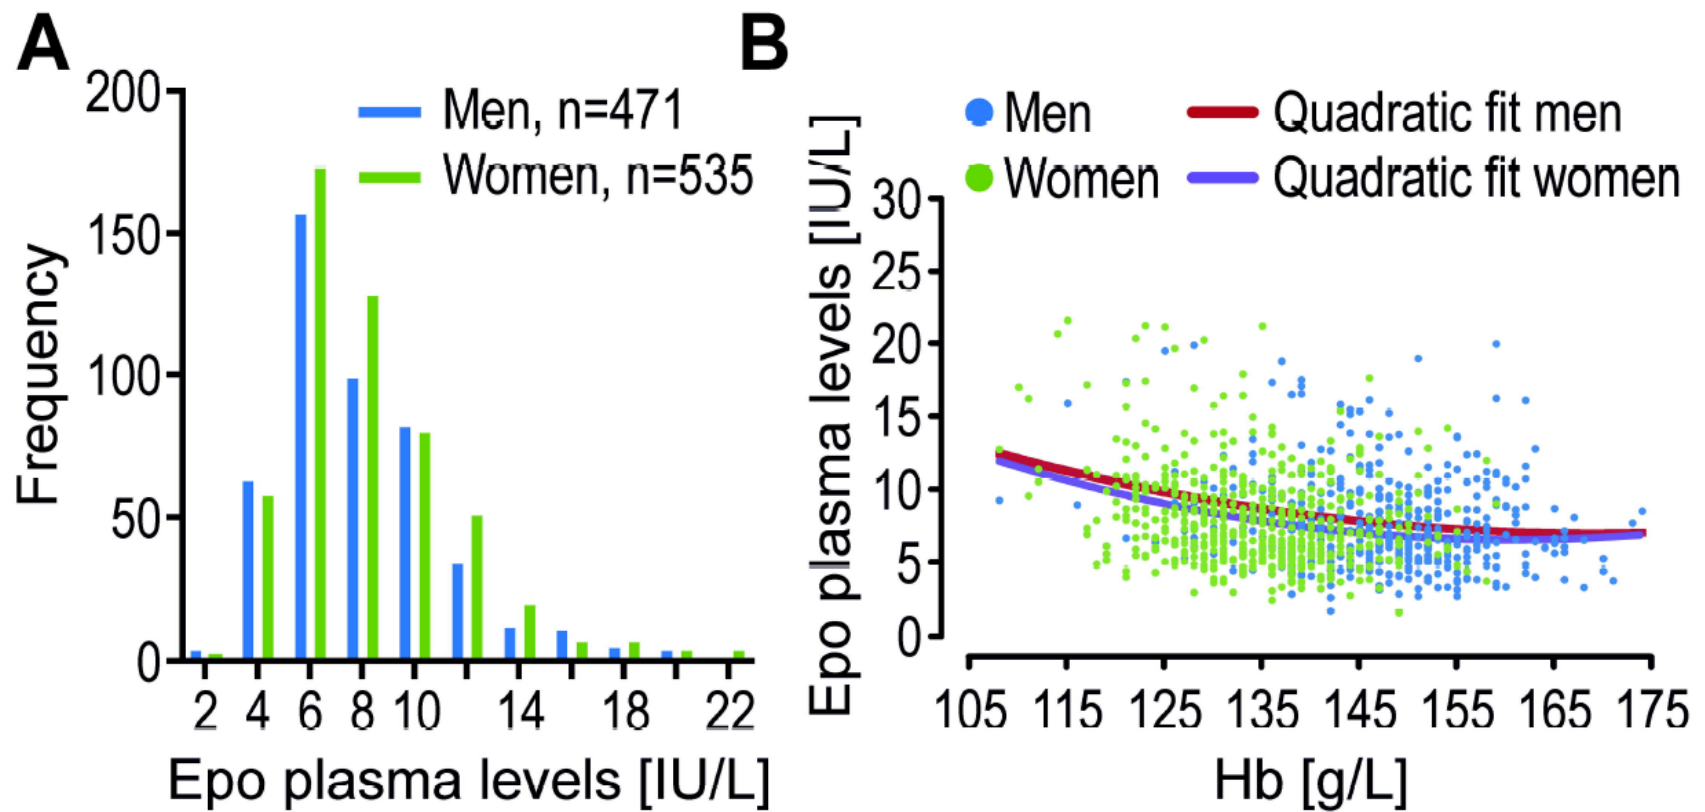 A
200
150
100
50
0
Frequency
Men, n=471
Women, n=535
2 4 6 8 10 14 18 22
Epo plasma levels [IU/L]
B
Men
Women
Quadratic fit men
Quadratic fit women
Epo plasma levels [IU/L]
30
25
20
15
10
5
0
105 115 125 135 145 155 165 175
Hb [g/L]